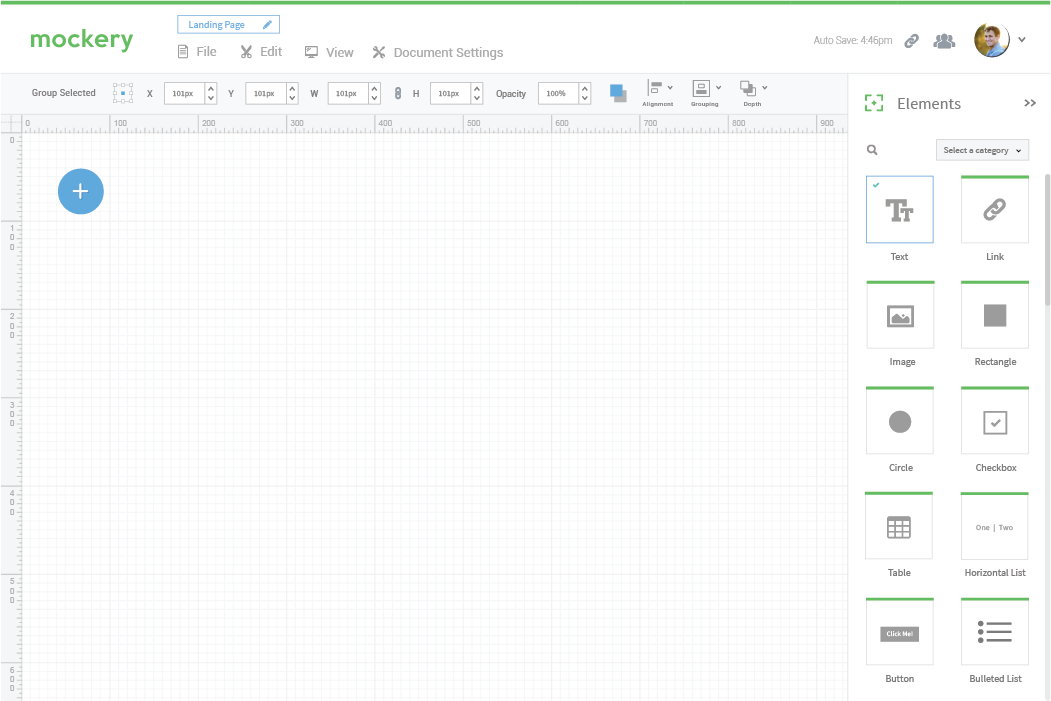 Landing Page
mockery
File Edit View Document Settings
Auto Save: 4:46pm
Group Selected X 101px Y 101px W 101px H 101px Opacity 100%
Alignment Grouping Depth
Elements
0 100 200 300 400 500 600 700 800 900
0
100
200
300
400
500
600
Select a category
Text Link
Image Rectangle
Circle Checkbox
One | Two
Table Horizontal List
Click Me!
Button Bulleted List